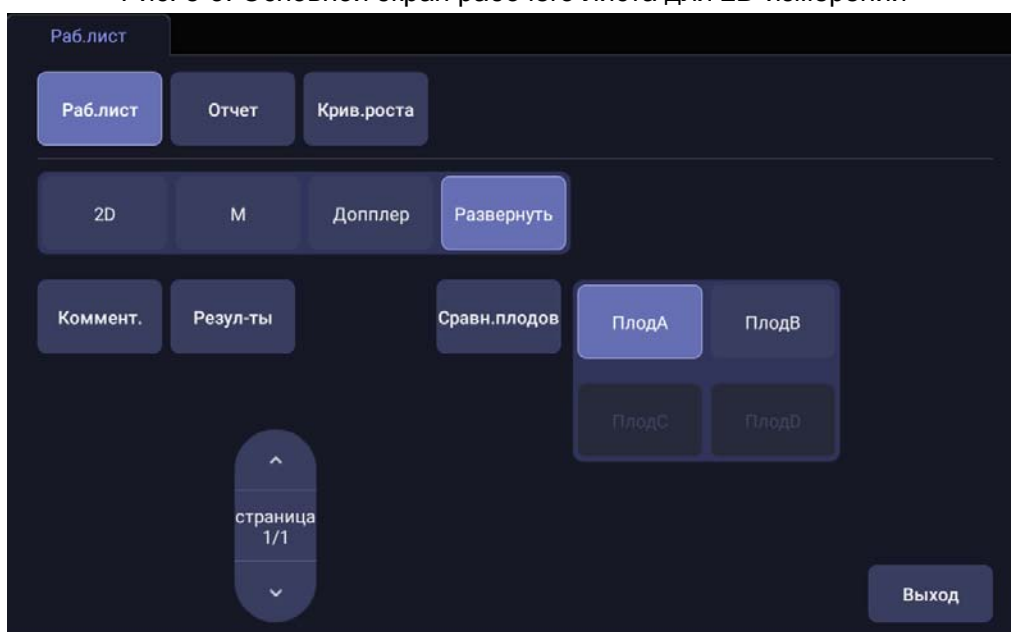 Раб.лист
Раб.лист Отчет Крив.роста
2D M Допплер Развернуть
Коммент. Резул-ты Сравн.плодов ПлодA ПлодB
ПлодC ПлодD
страница
1/1
Выход